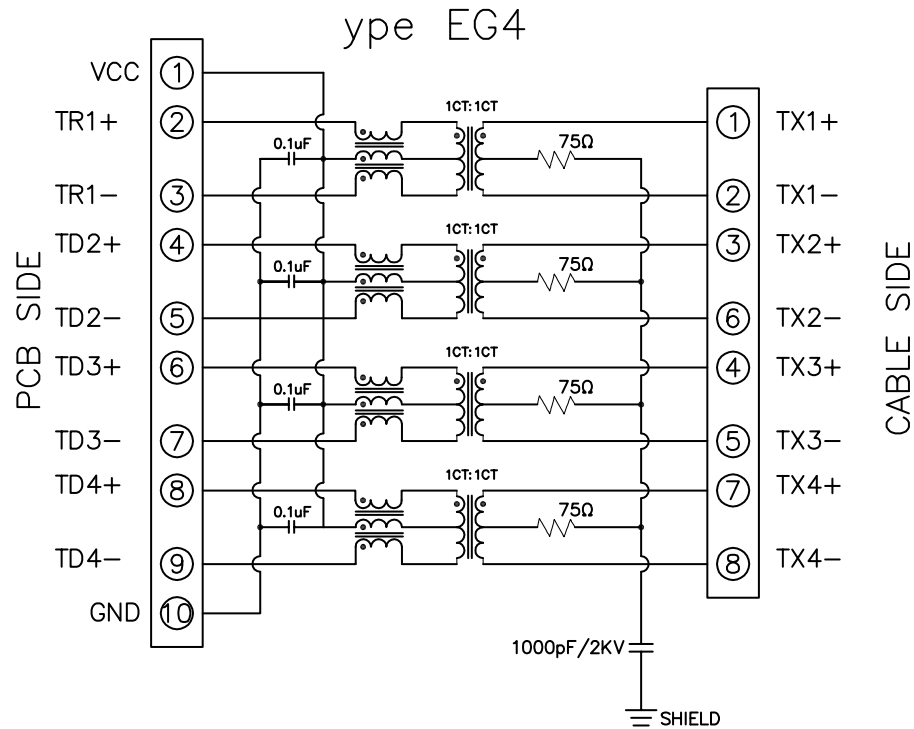 ype EG4
VCC 1
TR1+ 2
TR1- 3
TD2+ 4
TD2- 5
TD3+ 6
TD3- 7
TD4+ 8
TD4- 9
GND 10
PCB SIDE
0.1uF
0.1uF
0.1uF
0.1uF
1CT:1CT
1CT:1CT
1CT:1CT
1CT:1CT
75Ω
75Ω
75Ω
75Ω
1 TX1+
2 TX1-
3 TX2+
6 TX2-
4 TX3+
5 TX3-
7 TX4+
8 TX4-
CABLE SIDE
1000pF/2KV
SHIELD